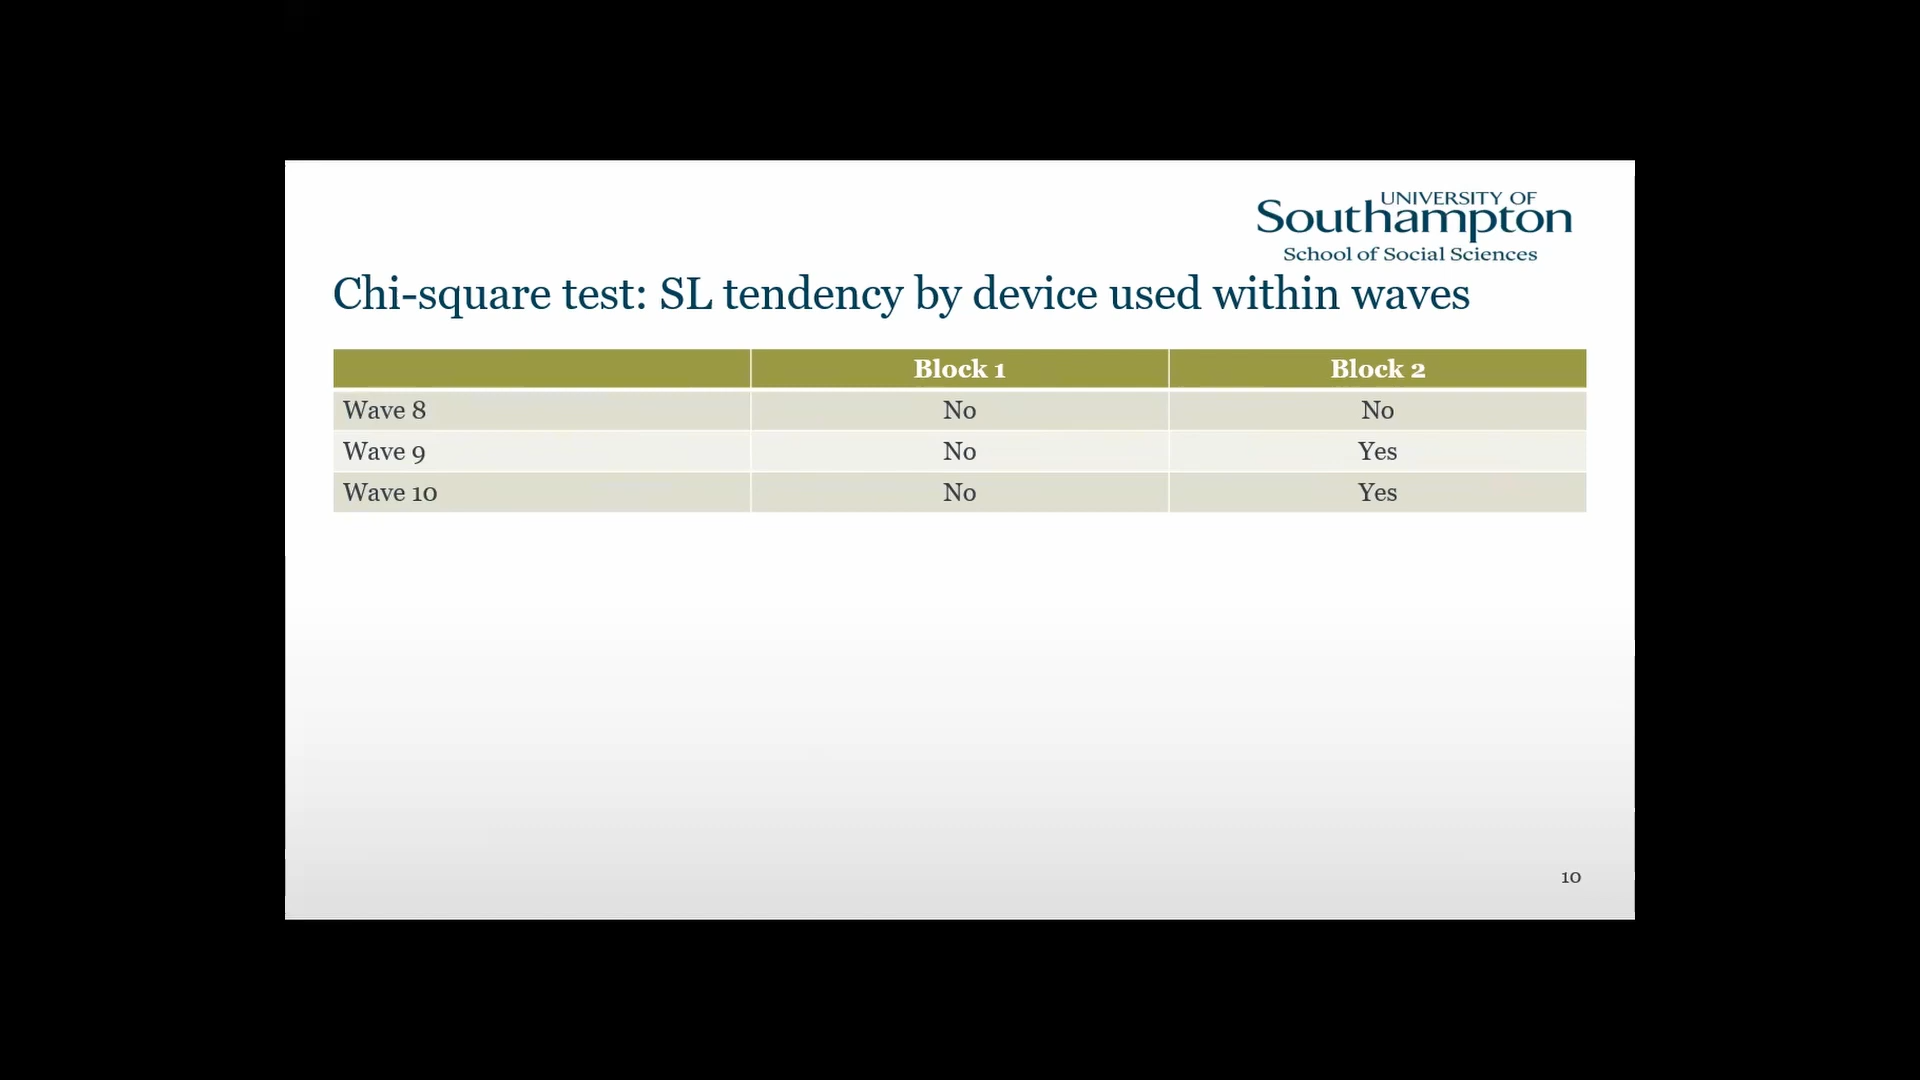 UNIVERSITY OF
Southampton
School of Social Sciences
Chi-square test: SL tendency by device used within waves
Block 1 Block 2
Wave 8 No No
Wave 9 No Yes
Wave 10 No Yes
10